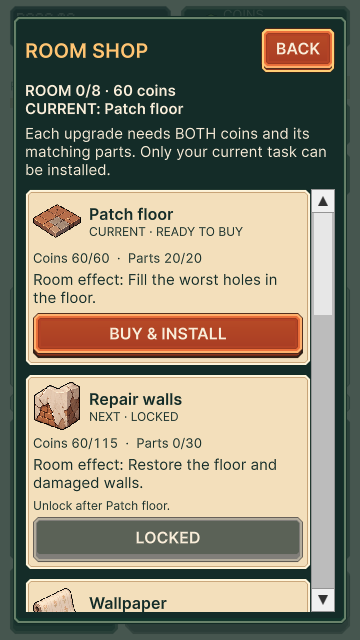 ROOM SHOP
BACK
ROOM 0/8 · 60 coins
CURRENT: Patch floor
Each upgrade needs BOTH coins and its
matching parts. Only your current task can
be installed.
Patch floor
CURRENT · READY TO BUY
Coins 60/60 · Parts 20/20
Room effect: Fill the worst holes in
the floor.
BUY & INSTALL
Repair walls
NEXT · LOCKED
Coins 60/115 · Parts 0/30
Room effect: Restore the floor and
damaged walls.
Unlock after Patch floor.
LOCKED
Wallpaper